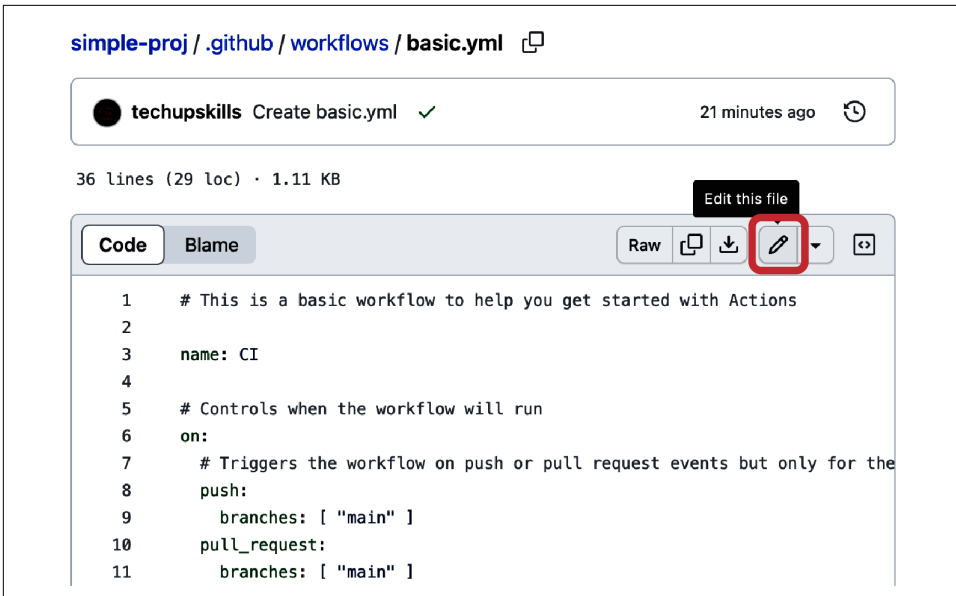 simple-proj / .github / workflows / basic.yml
techupskills Create basic.yml 21 minutes ago
36 lines (29 loc) · 1.11 KB
Edit this file
Code Blame Raw
1 # This is a basic workflow to help you get started with Actions
2
3 name: CI
4
5 # Controls when the workflow will run
6 on:
7 # Triggers the workflow on push or pull request events but only for the
8 push:
9 branches: [ "main" ]
10 pull_request:
11 branches: [ "main" ]